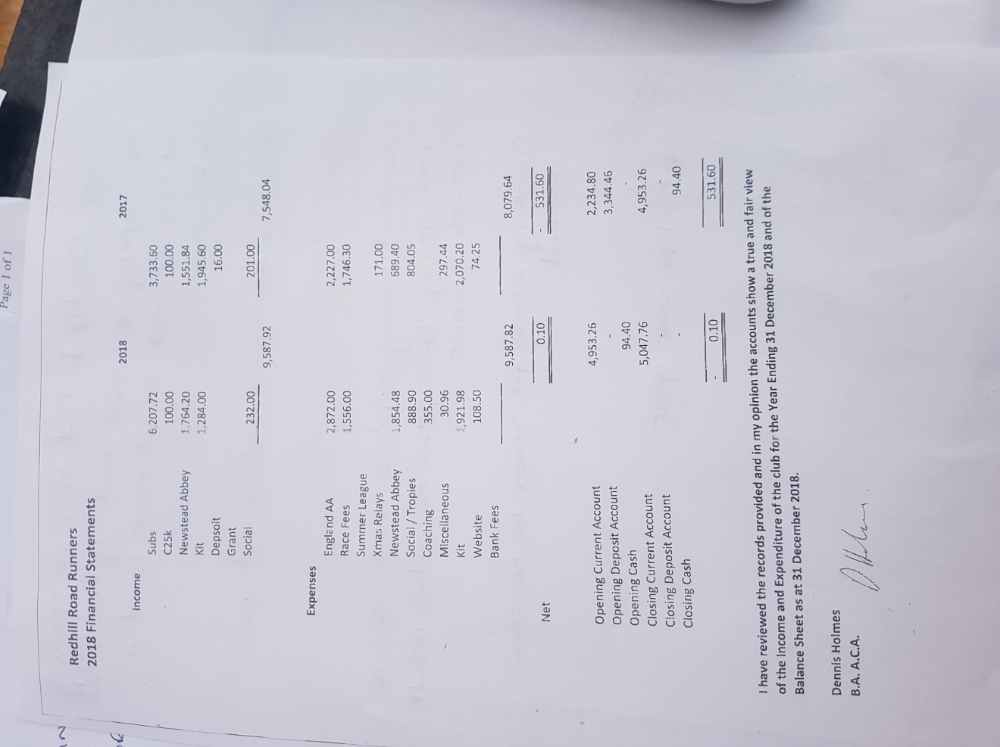 Page 1 of 1
Redhill Road Runners
2018 Financial Statements
2018 2017
Income
Subs 6,207.72 3,733.60
C25k 100.00 100.00
Newstead Abbey 1,764.20 1,551.84
Kit 1,284.00 1,945.60
Depsoit 16.00
Grant
Social 232.00 201.00
9,587.92 7,548.04
Expenses
England AA 2,872.00 2,227.00
Race Fees 1,556.00 1,746.30
Summer League
Xmas Relays 171.00
Newstead Abbey 1,854.48 689.40
Social / Tropies 888.90 804.05
Coaching 355.00
Miscellaneous 30.96 297.44
Kit 1,921.98 2,070.20
Website 108.50 74.25
Bank Fees
9,587.82 8,079.64
Net 0.10 - 531.60
Opening Current Account 4,953.26 2,234.80
Opening Deposit Account - 3,344.46
Opening Cash 94.40 -
Closing Current Account 5,047.76 4,953.26
Closing Deposit Account - -
Closing Cash - 94.40
- 0.10 531.60
I have reviewed the records provided and in my opinion the accounts show a true and fair view
of the Income and Expenditure of the club for the Year Ending 31 December 2018 and of the
Balance Sheet as at 31 December 2018.
Dennis Holmes
B.A. A.C.A.